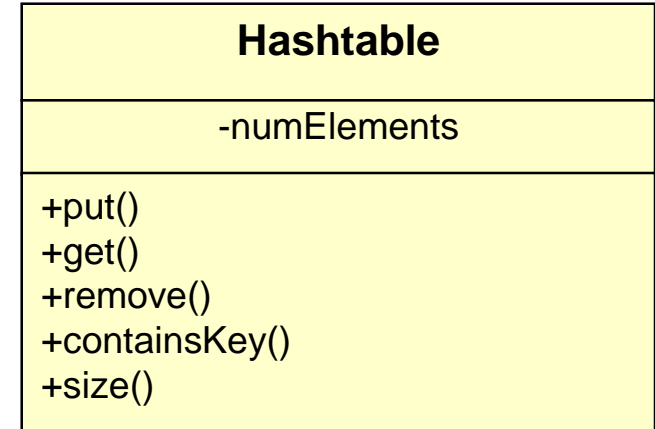 Hashtable
-numElements
+put()
+get()
+remove()
+containsKey()
+size()